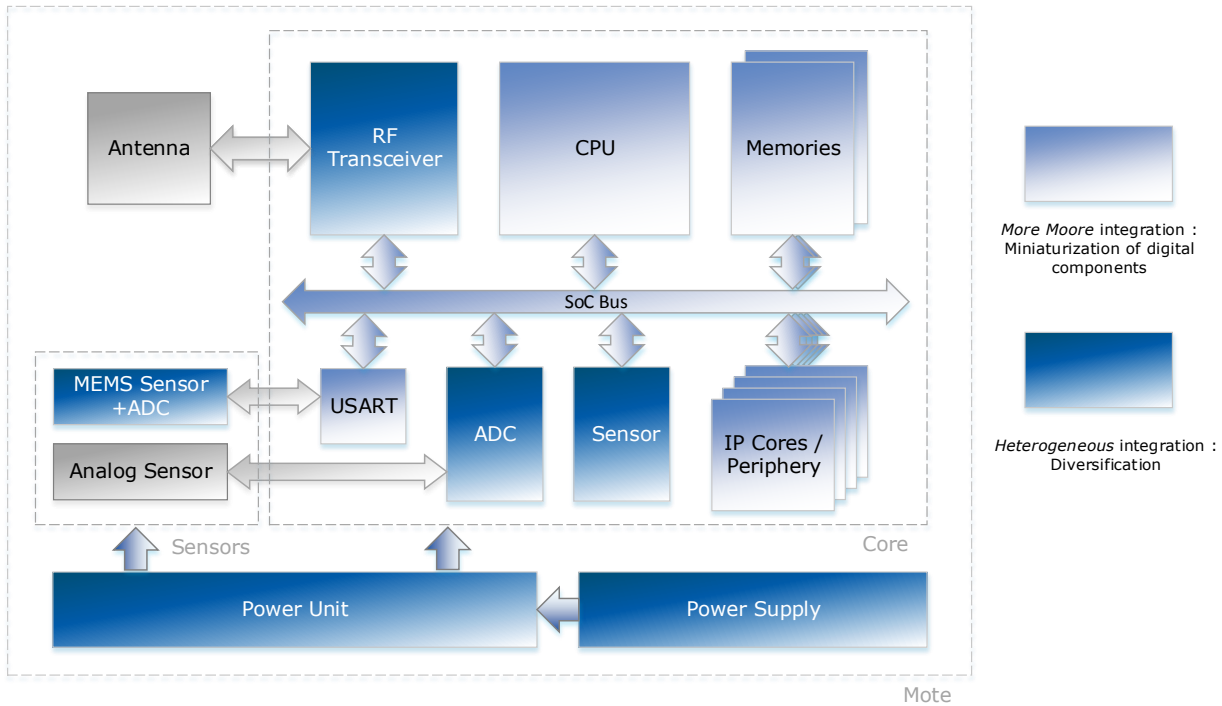 Antenna
RF
Transceiver
CPU
Memories
SoC Bus
MEMS Sensor
+ADC
USART
Analog Sensor
ADC
Sensor
IP Cores /
Periphery
Sensors
Core
Power Unit
Power Supply
Mote
More Moore integration :
Miniaturization of digital
components
Heterogeneous integration :
Diversification